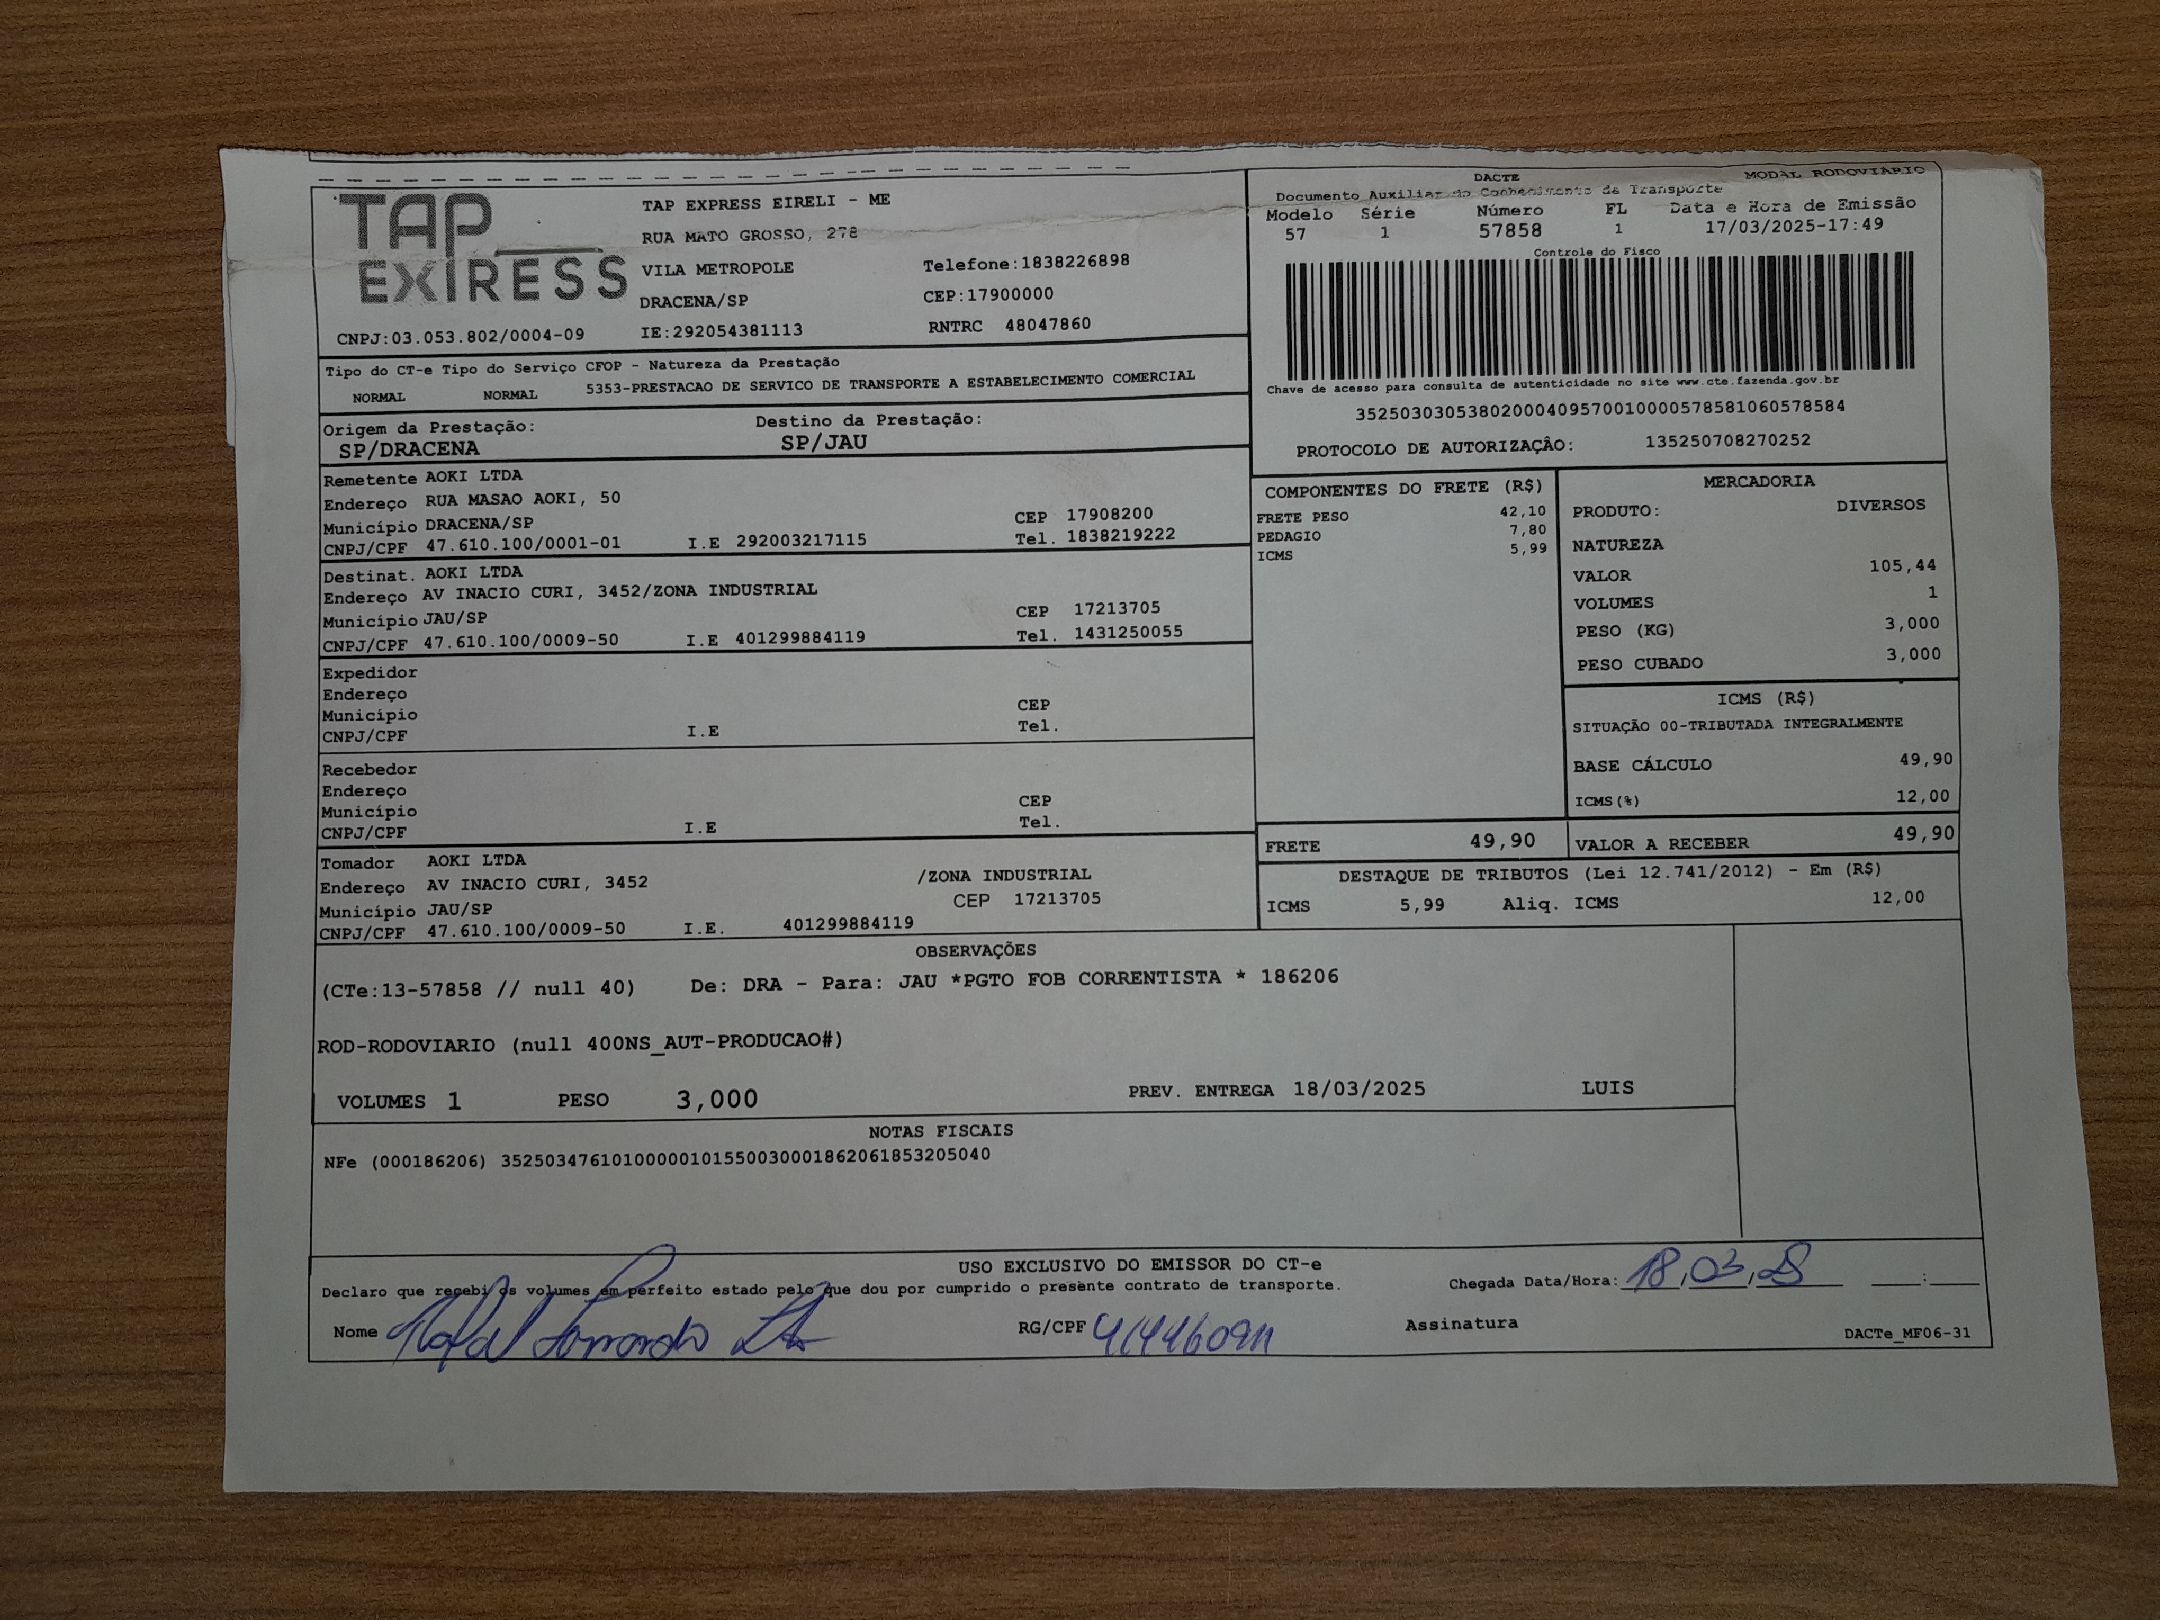 TAP
EXPRESS
TAP EXPRESS EIRELI - ME
RUA MATO GROSSO, 278
VILA METROPOLE Telefone:1838226898
DRACENA/SP CEP:17900000
CNPJ:03.053.802/0004-09 IE:292054381113 RNTRC 48047860
DACTE MODAL RODOVIARIO
Documento Auxiliar do Conhecimento de Transporte
Modelo Série Número FL Data e Hora de Emissão
57 1 57858 1 17/03/2025-17:49
Controle do Fisco
Chave de acesso para consulta de autenticidade no site www.cte.fazenda.gov.br
35250303053802000409570010000578581060578584
PROTOCOLO DE AUTORIZAÇÃO: 135250708270252
Tipo do CT-e Tipo do Serviço CFOP - Natureza da Prestação
NORMAL NORMAL 5353-PRESTACAO DE SERVICO DE TRANSPORTE A ESTABELECIMENTO COMERCIAL
Origem da Prestação: Destino da Prestação:
SP/DRACENA SP/JAU
Remetente AOKI LTDA
Endereço RUA MASAO AOKI, 50
Município DRACENA/SP CEP 17908200
CNPJ/CPF 47.610.100/0001-01 I.E 292003217115 Tel. 1838219222
Destinat. AOKI LTDA
Endereço AV INACIO CURI, 3452/ZONA INDUSTRIAL
Município JAU/SP CEP 17213705
CNPJ/CPF 47.610.100/0009-50 I.E 401299884119 Tel. 1431250055
Expedidor
Endereço
Município CEP
CNPJ/CPF I.E Tel.
Recebedor
Endereço
Município CEP
CNPJ/CPF I.E Tel.
Tomador AOKI LTDA
Endereço AV INACIO CURI, 3452 /ZONA INDUSTRIAL
Município JAU/SP CEP 17213705
CNPJ/CPF 47.610.100/0009-50 I.E. 401299884119
COMPONENTES DO FRETE (R$)
FRETE PESO 42,10
PEDAGIO 7,80
ICMS 5,99
MERCADORIA
PRODUTO: DIVERSOS
NATUREZA
VALOR 105,44
VOLUMES 1
PESO (KG) 3,000
PESO CUBADO 3,000
ICMS (R$)
SITUAÇÃO 00-TRIBUTADA INTEGRALMENTE
BASE CÁLCULO 49,90
ICMS(%) 12,00
FRETE 49,90 VALOR A RECEBER 49,90
DESTAQUE DE TRIBUTOS (Lei 12.741/2012) - Em (R$)
ICMS 5,99 Aliq. ICMS 12,00
OBSERVAÇÕES
(CTe:13-57858 // null 40) De: DRA - Para: JAU *PGTO FOB CORRENTISTA * 186206
ROD-RODOVIARIO (null 400NS_AUT-PRODUCAO#)
VOLUMES 1 PESO 3,000 PREV. ENTREGA 18/03/2025 LUIS
NOTAS FISCAIS
NFe (000186206) 35250347610100000101550030001862061853205040
USO EXCLUSIVO DO EMISSOR DO CT-e
Declaro que recebi os volumes em perfeito estado pelo que dou por cumprido o presente contrato de transporte. Chegada Data/Hora: 18,03,25 :
Nome RG/CPF Assinatura
DACTe_MF06-31